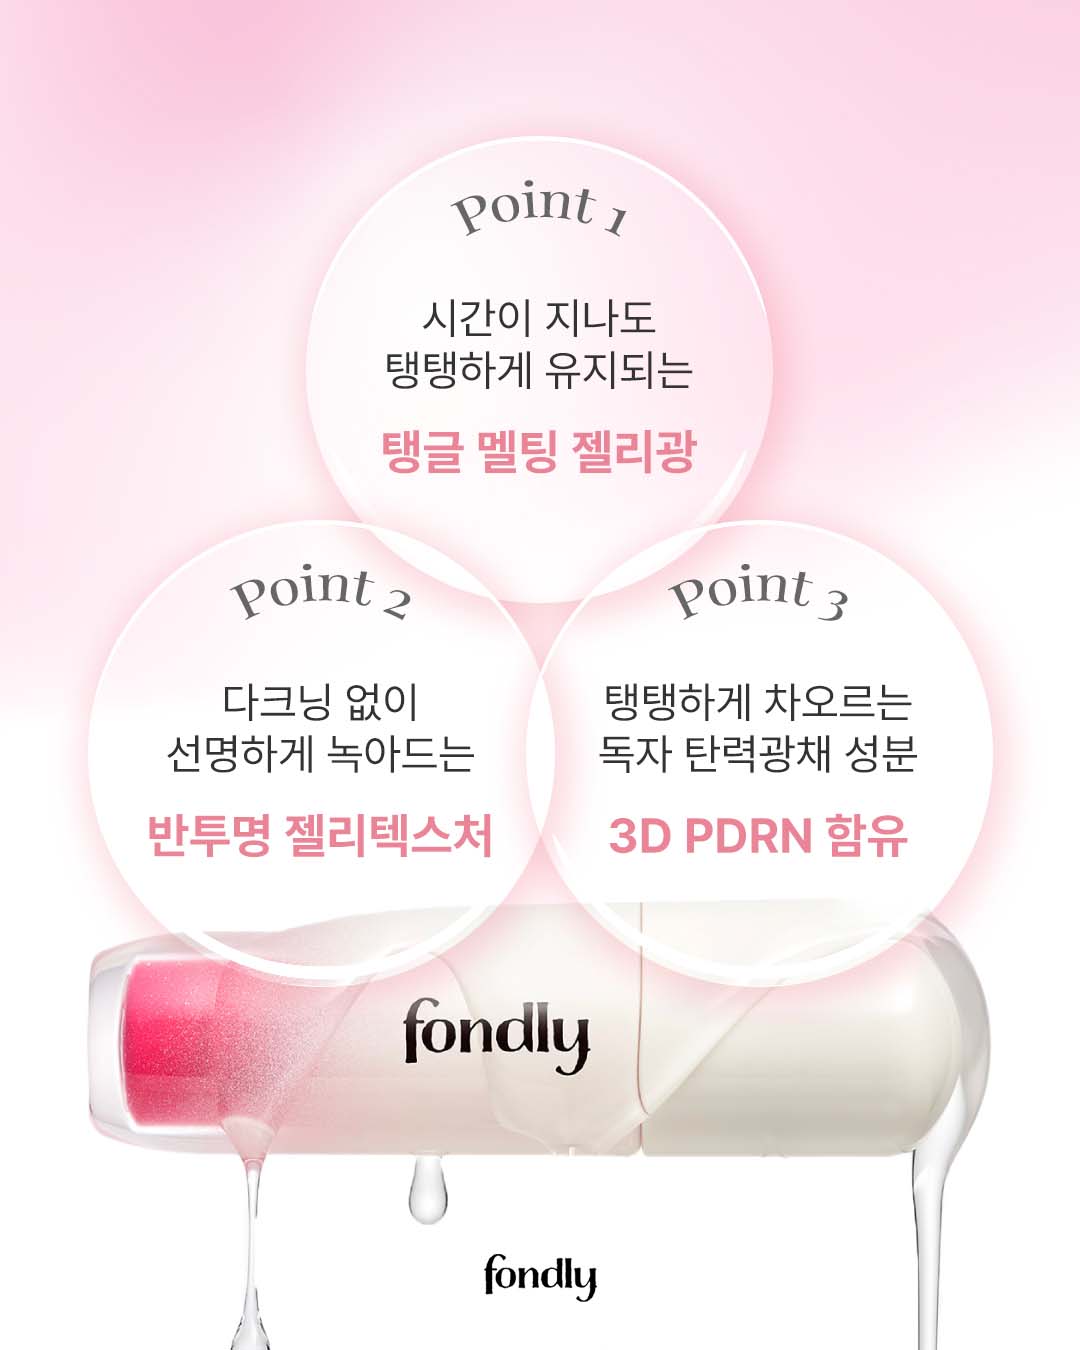 Point 1
시간이 지나도
탱탱하게 유지되는
탱글 멜팅 젤리광
Point 2
다크닝 없이
선명하게 녹아드는
반투명 젤리텍스처
Point 3
탱탱하게 차오르는
독자 탄력광채 성분
3D PDRN 함유
fondly
fondly